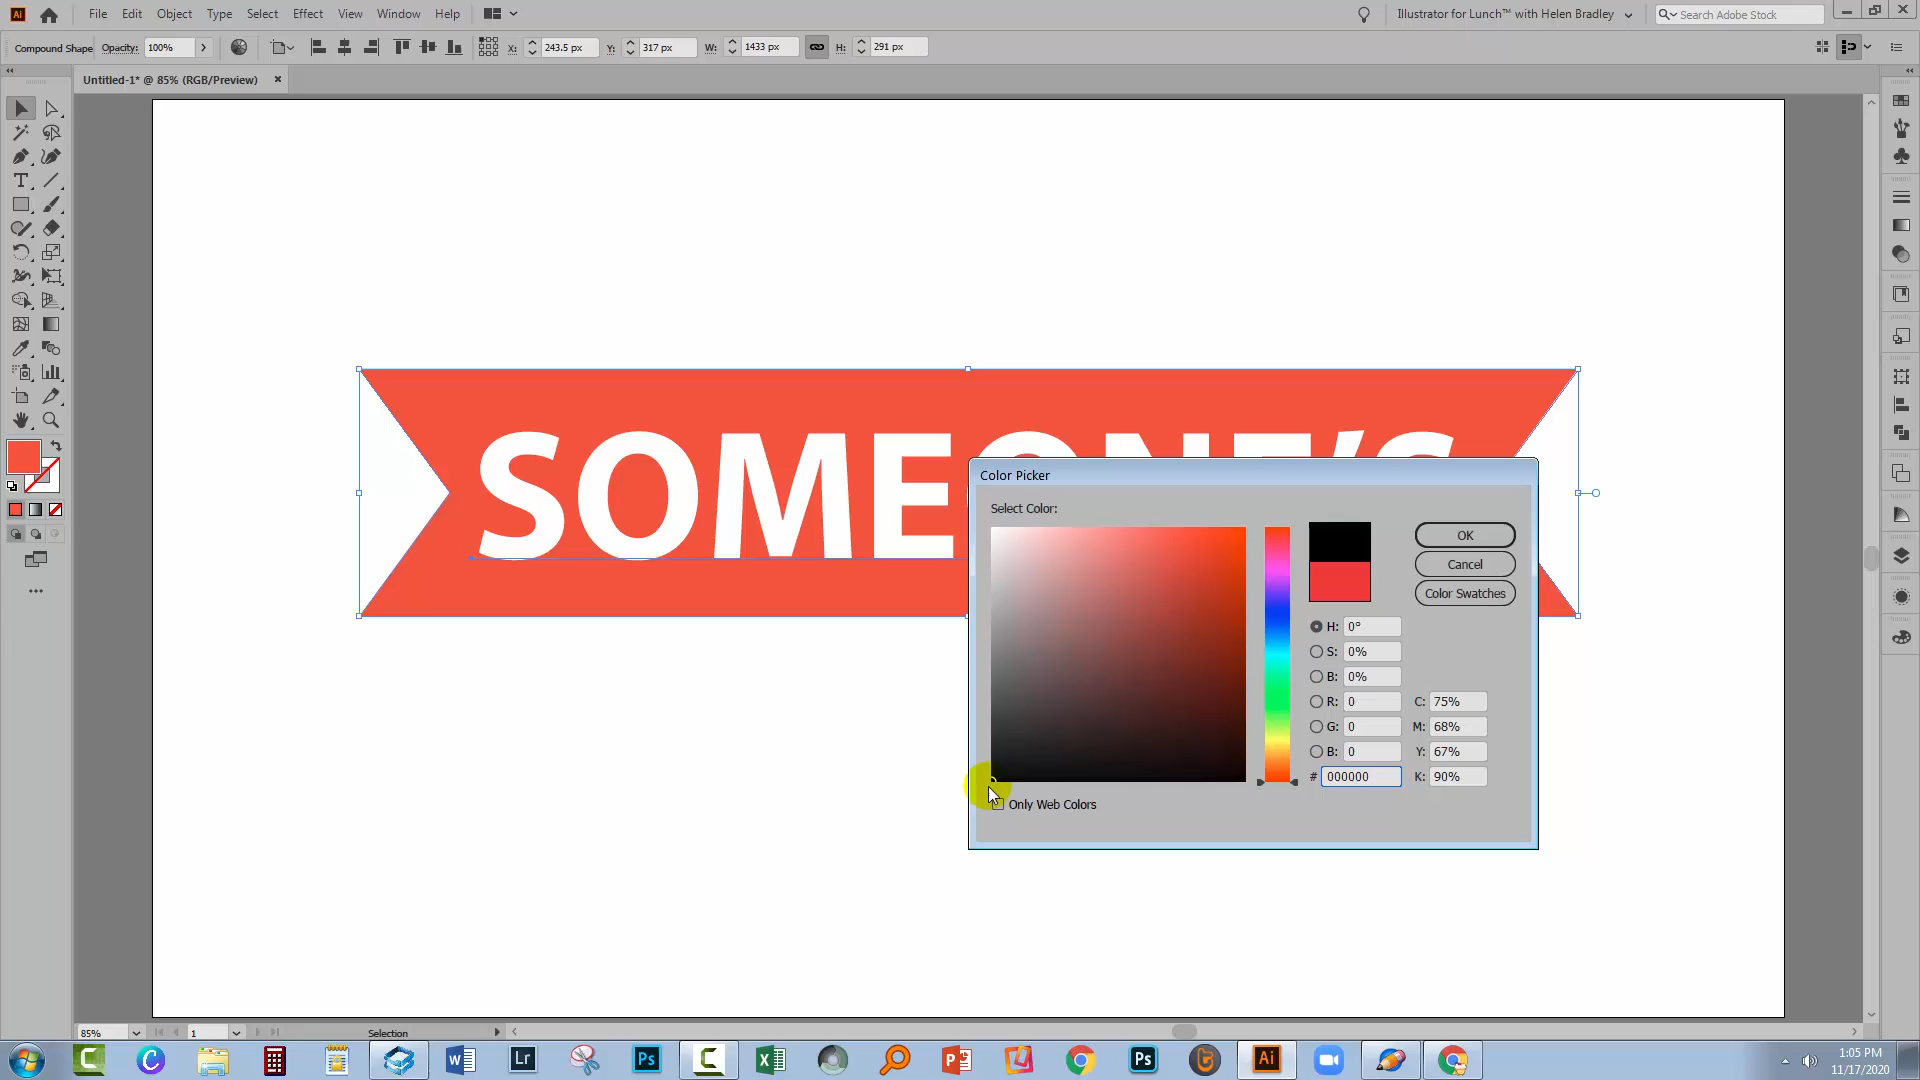 File Edit Object Type Select Effect View Window Help
Illustrator for Lunch™ with Helen Bradley
Search Adobe Stock
Compound Shape Opacity: 100% X: 243.5 px Y: 317 px W: 1433 px H: 291 px
Untitled-1* @ 85% (RGB/Preview) ×
SOMEONE'S
Color Picker
Select Color:
OK
Cancel
Color Swatches
H: 0°
S: 0%
B: 0%
R: 0 C: 75%
G: 0 M: 68%
B: 0 Y: 67%
# 000000 K: 90%
Only Web Colors
85% 1 Selection
1:05 PM
11/17/2020